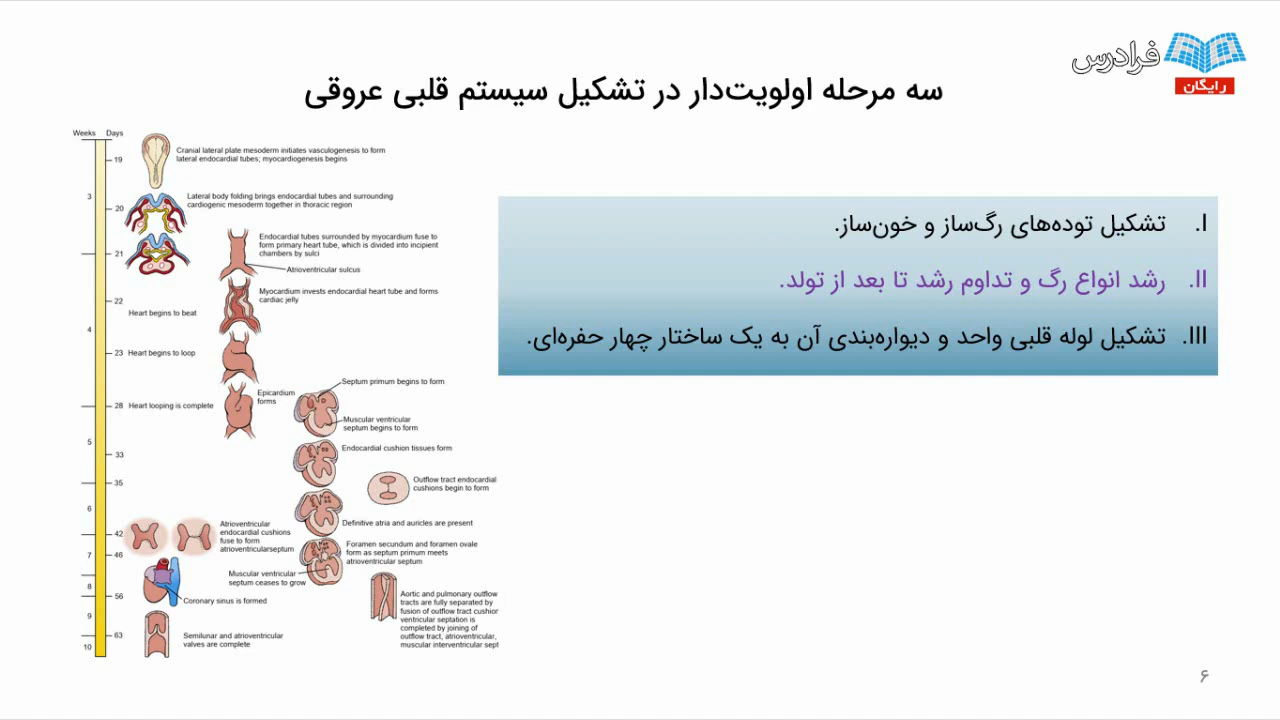 فرادرس
رایگان
سه مرحله اولویت‌دار در تشکیل سیستم قلبی عروقی
I. تشکیل توده‌های رگ‌ساز و خون‌ساز.
II. رشد انواع رگ و تداوم رشد تا بعد از تولد.
III. تشکیل لوله قلبی واحد و دیواره‌بندی آن به یک ساختار چهار حفره‌ای.
Weeks Days
19
Cranial lateral plate mesoderm initiates vasculogenesis to form
lateral endocardial tubes; myocardiogenesis begins
3
20
Lateral body folding brings endocardial tubes and surrounding
cardiogenic mesoderm together in thoracic region
21
Endocardial tubes surrounded by myocardium fuse to
form primary heart tube, which is divided into incipient
chambers by sulci
Atrioventricular sulcus
22
Heart begins to beat
Myocardium invests endocardial heart tube and forms
cardiac jelly
4
23 Heart begins to loop
28 Heart looping is complete
Epicardium
forms
Septum primum begins to form
Muscular ventricular
septum begins to form
5
33
Endocardial cushion tissues form
35
Outflow tract endocardial
cushions begin to form
6
Definitive atria and auricles are present
42
Atrioventricular
endocardial cushions
fuse to form
atrioventricularseptum
7
46
Foramen secundum and foramen ovale
form as septum primum meets
atrioventricular septum
Muscular ventricular
septum ceases to grow
8
56
Coronary sinus is formed
Aortic and pulmonary outflow
tracts are fully separated by
fusion of outflow tract cushior
ventricular septation is
completed by joining of
outflow tract, atrioventricular,
muscular interventricular sept
9
63
Semilunar and atrioventricular
valves are complete
10
۶